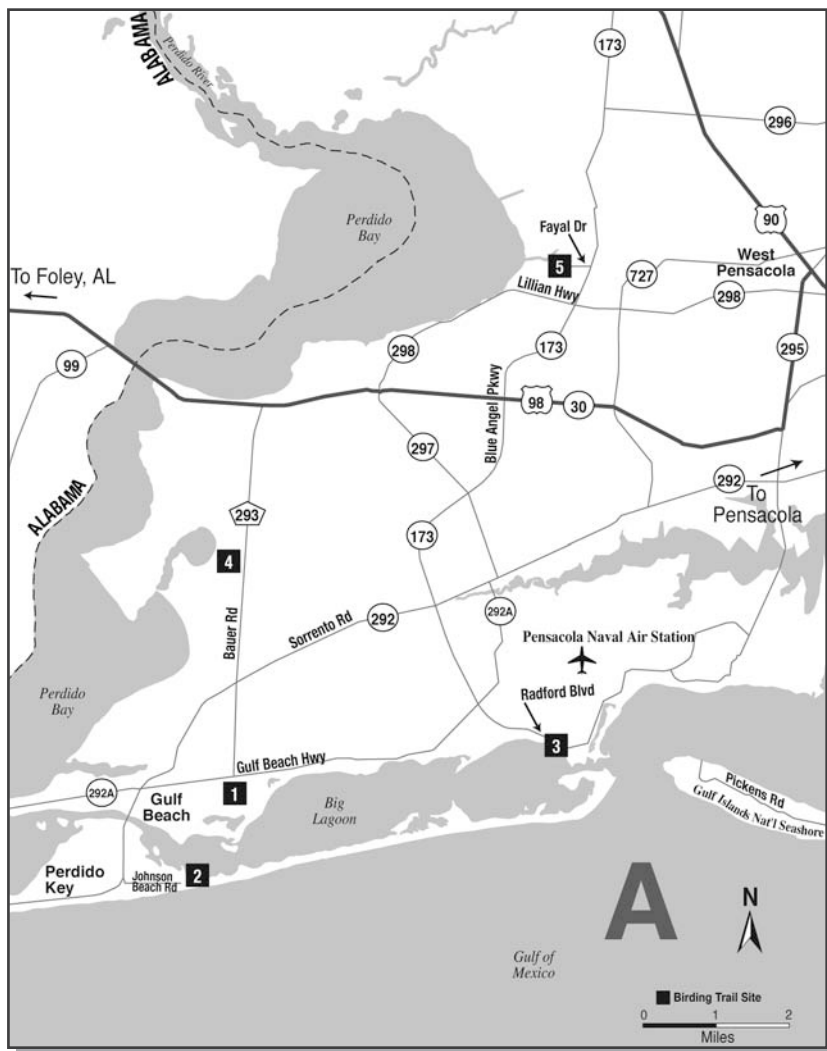 ALABAMA
Perdido River
173
296
90
Perdido
Bay
Fayal Dr
5
727
West
Pensacola
To Foley, AL
Lillian Hwy
298
298
99
173
295
Blue Angel Pkwy
98
30
297
292
To
Pensacola
ALABAMA
293
173
4
Bauer Rd
Sorrento Rd
292
292A
Pensacola Naval Air Station
Perdido
Bay
Radford Blvd
3
Gulf Beach Hwy
292A
Gulf
Beach
1
Big
Lagoon
Pickens Rd
Gulf Islands Nat'l Seashore
Perdido
Key
Johnson
Beach Rd
2
A
N
Gulf of
Mexico
Birding Trail Site
0 1 2
Miles